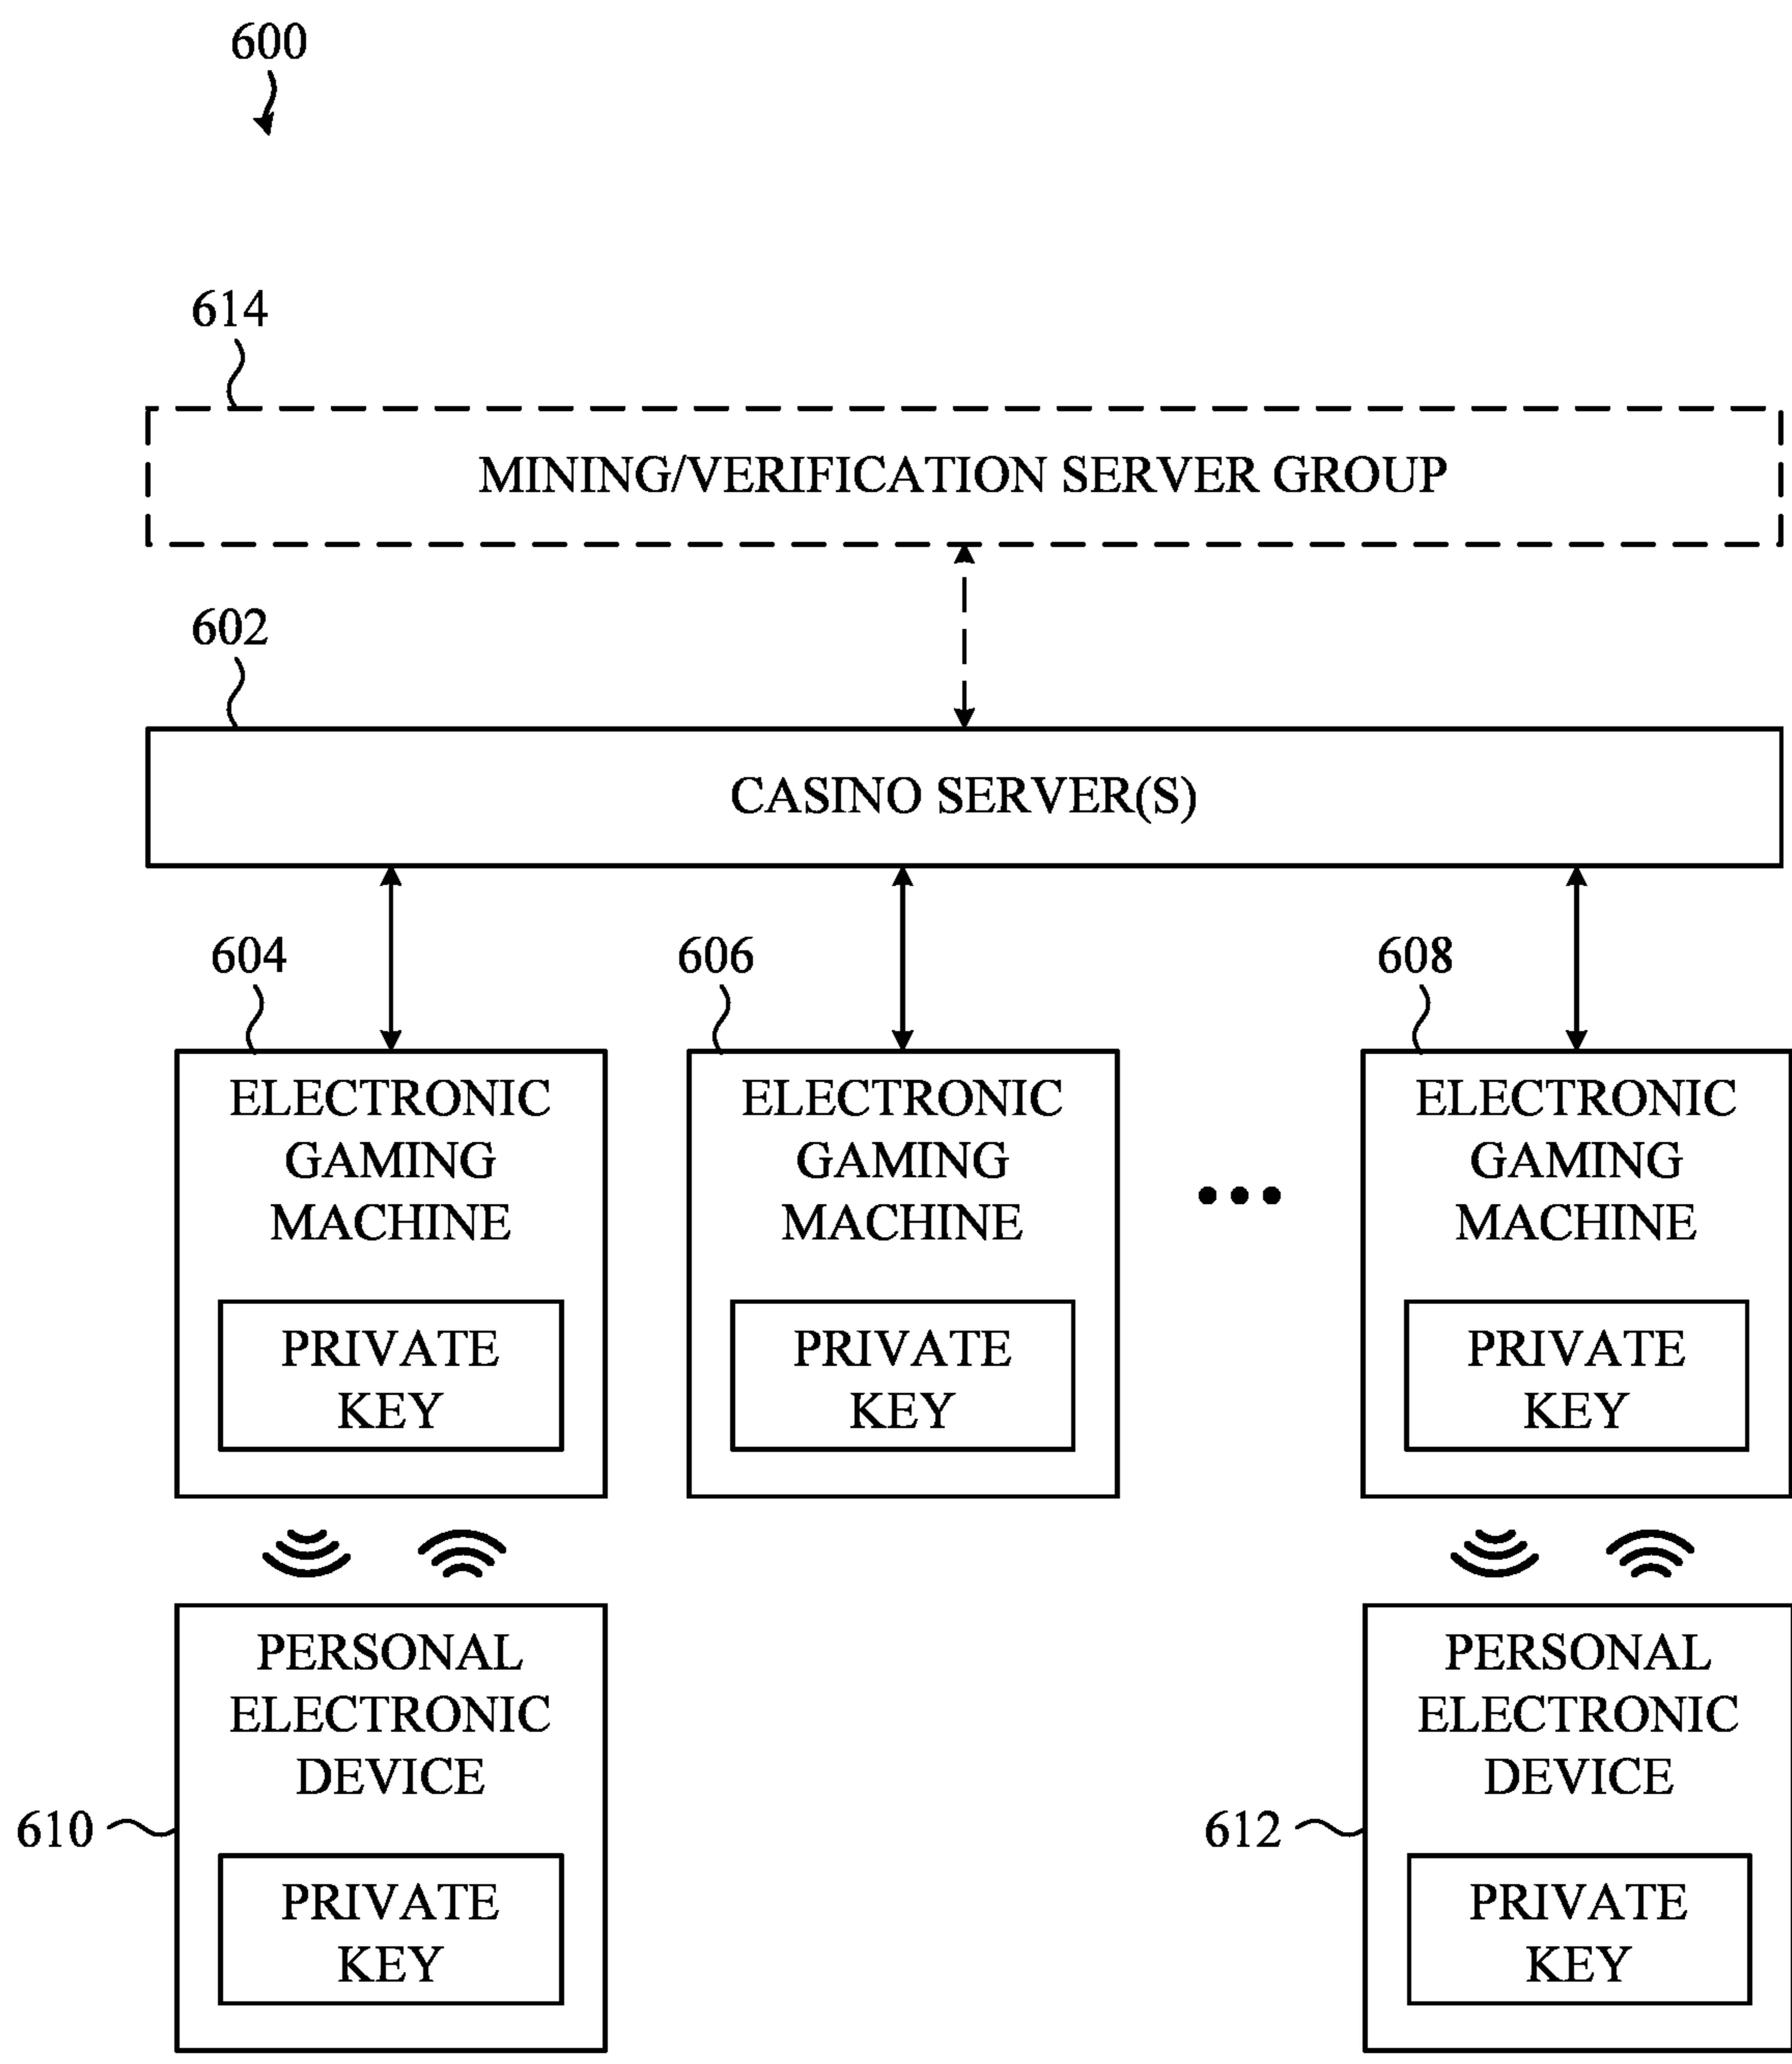 600
614
MINING/VERIFICATION SERVER GROUP
602
CASINO SERVER(S)
604
606
608
ELECTRONIC
GAMING
MACHINE
PRIVATE
KEY
ELECTRONIC
GAMING
MACHINE
PRIVATE
KEY
ELECTRONIC
GAMING
MACHINE
PRIVATE
KEY
PERSONAL
ELECTRONIC
DEVICE
610
PRIVATE
KEY
PERSONAL
ELECTRONIC
DEVICE
612
PRIVATE
KEY